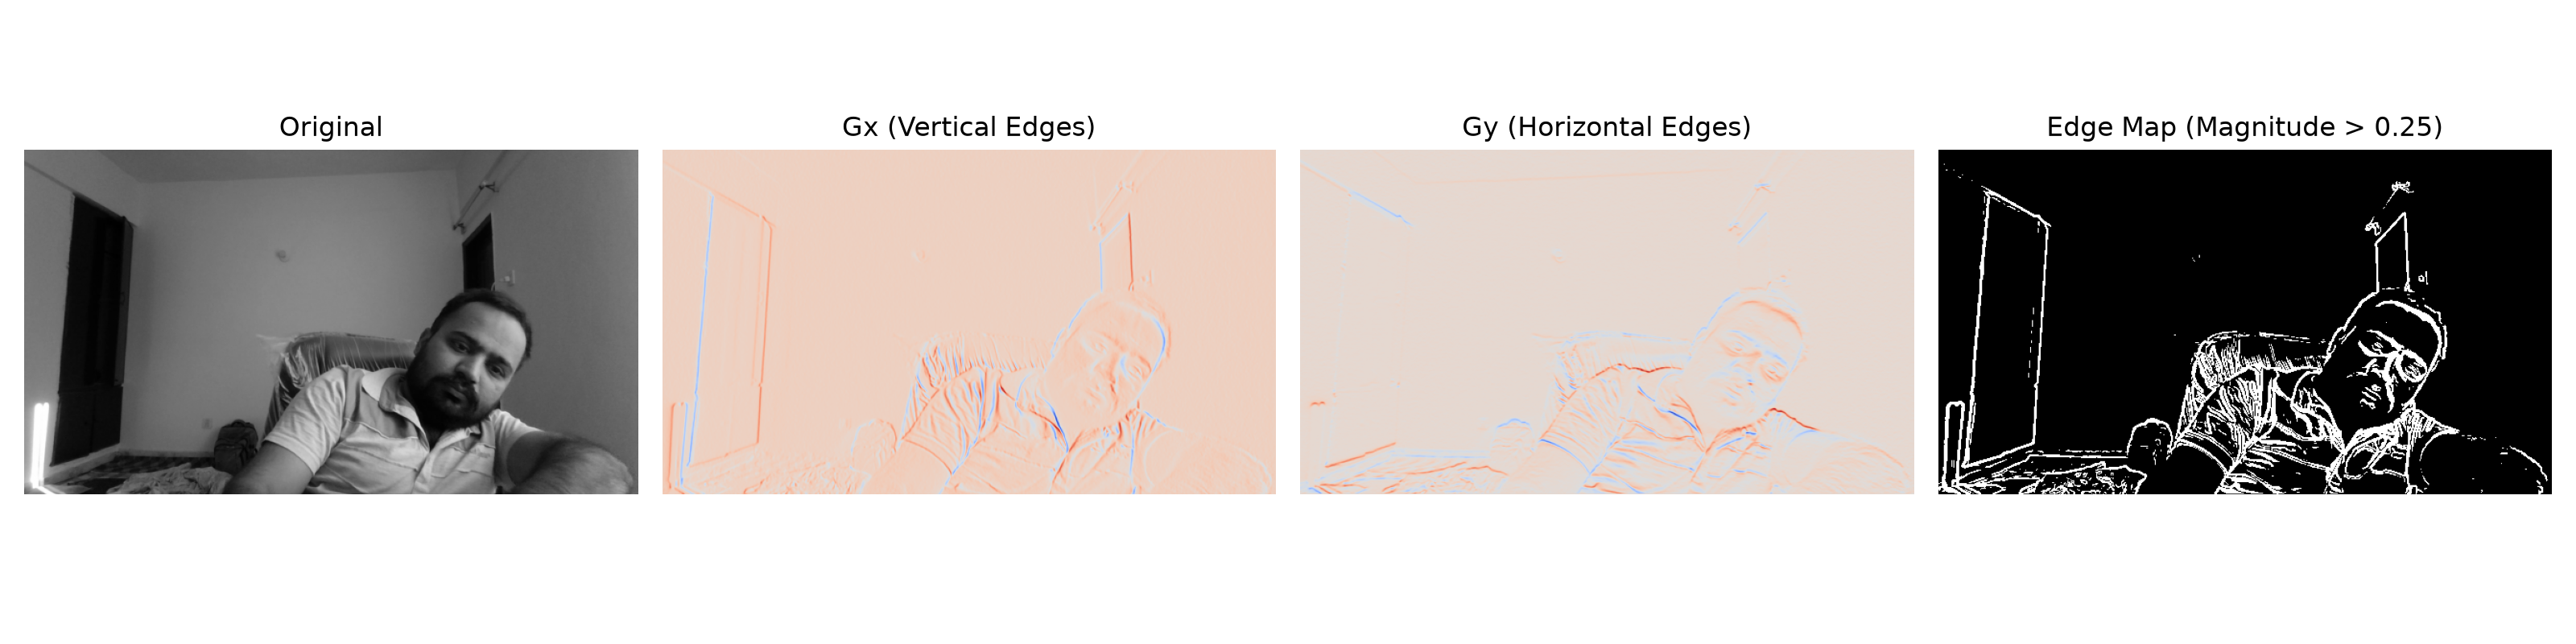 Original
Gx (Vertical Edges)
Gy (Horizontal Edges)
Edge Map (Magnitude > 0.25)